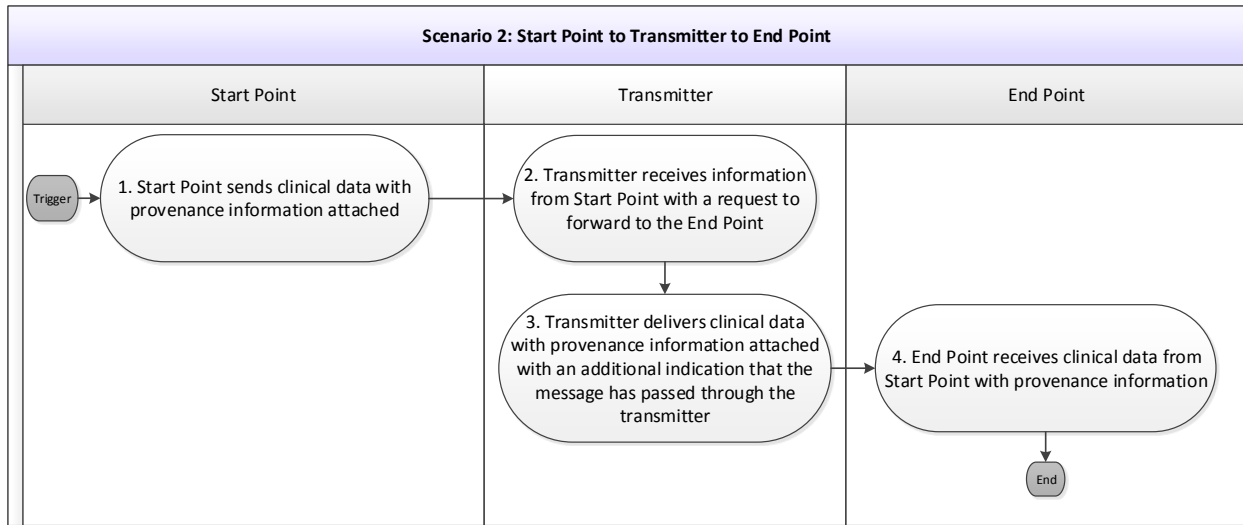 Scenario 2: Start Point to Transmitter to End Point
Start Point
Transmitter
End Point
Trigger
1. Start Point sends clinical data with
provenance information attached
2. Transmitter receives information
from Start Point with a request to
forward to the End Point
3. Transmitter delivers clinical data
with provenance information attached
with an additional indication that the
message has passed through the
transmitter
4. End Point receives clinical data from
Start Point with provenance information
End